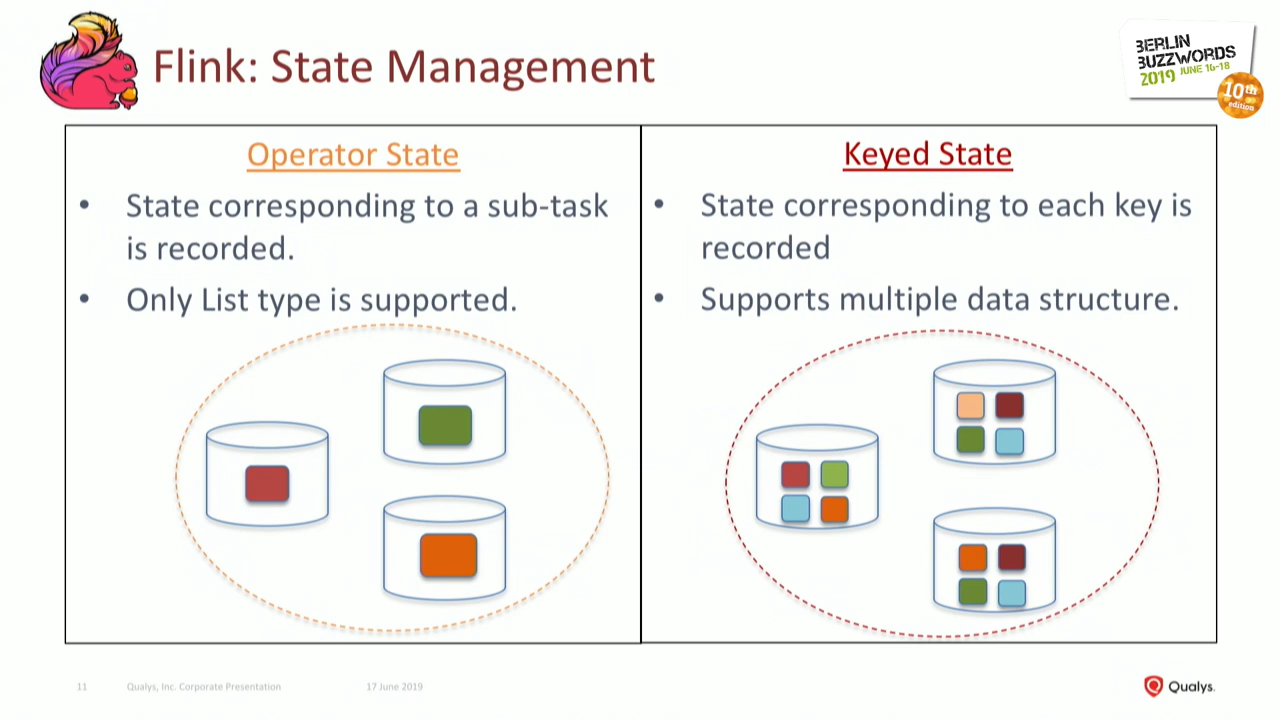 Flink: State Management
BERLIN
BUZZWORDS
2019 JUNE 16-18
10th
edition
Operator State
• State corresponding to a sub-task
is recorded.
• Only List type is supported.
Keyed State
• State corresponding to each key is
recorded
• Supports multiple data structure.
11 Qualys, Inc. Corporate Presentation 17 June 2019
Qualys.